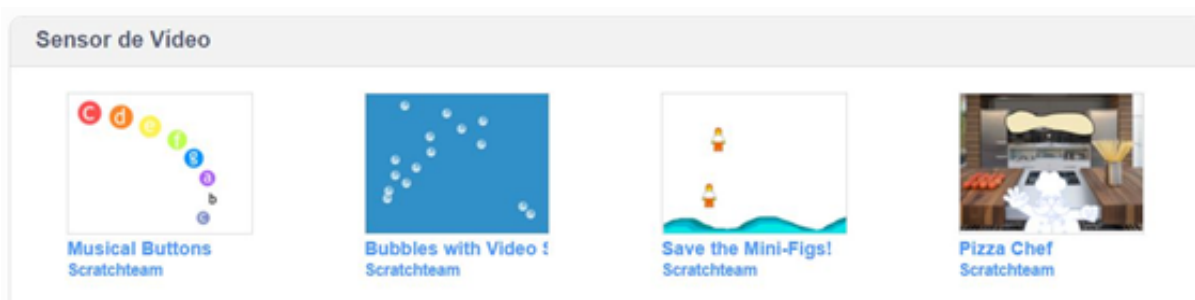 Sensor de Vídeo
c
d
e
f
g
a
b
c
Musical Buttons
Bubbles with Video S
Save the Mini-Figs!
Pizza Chef
Scratchteam
Scratchteam
Scratchteam
Scratchteam